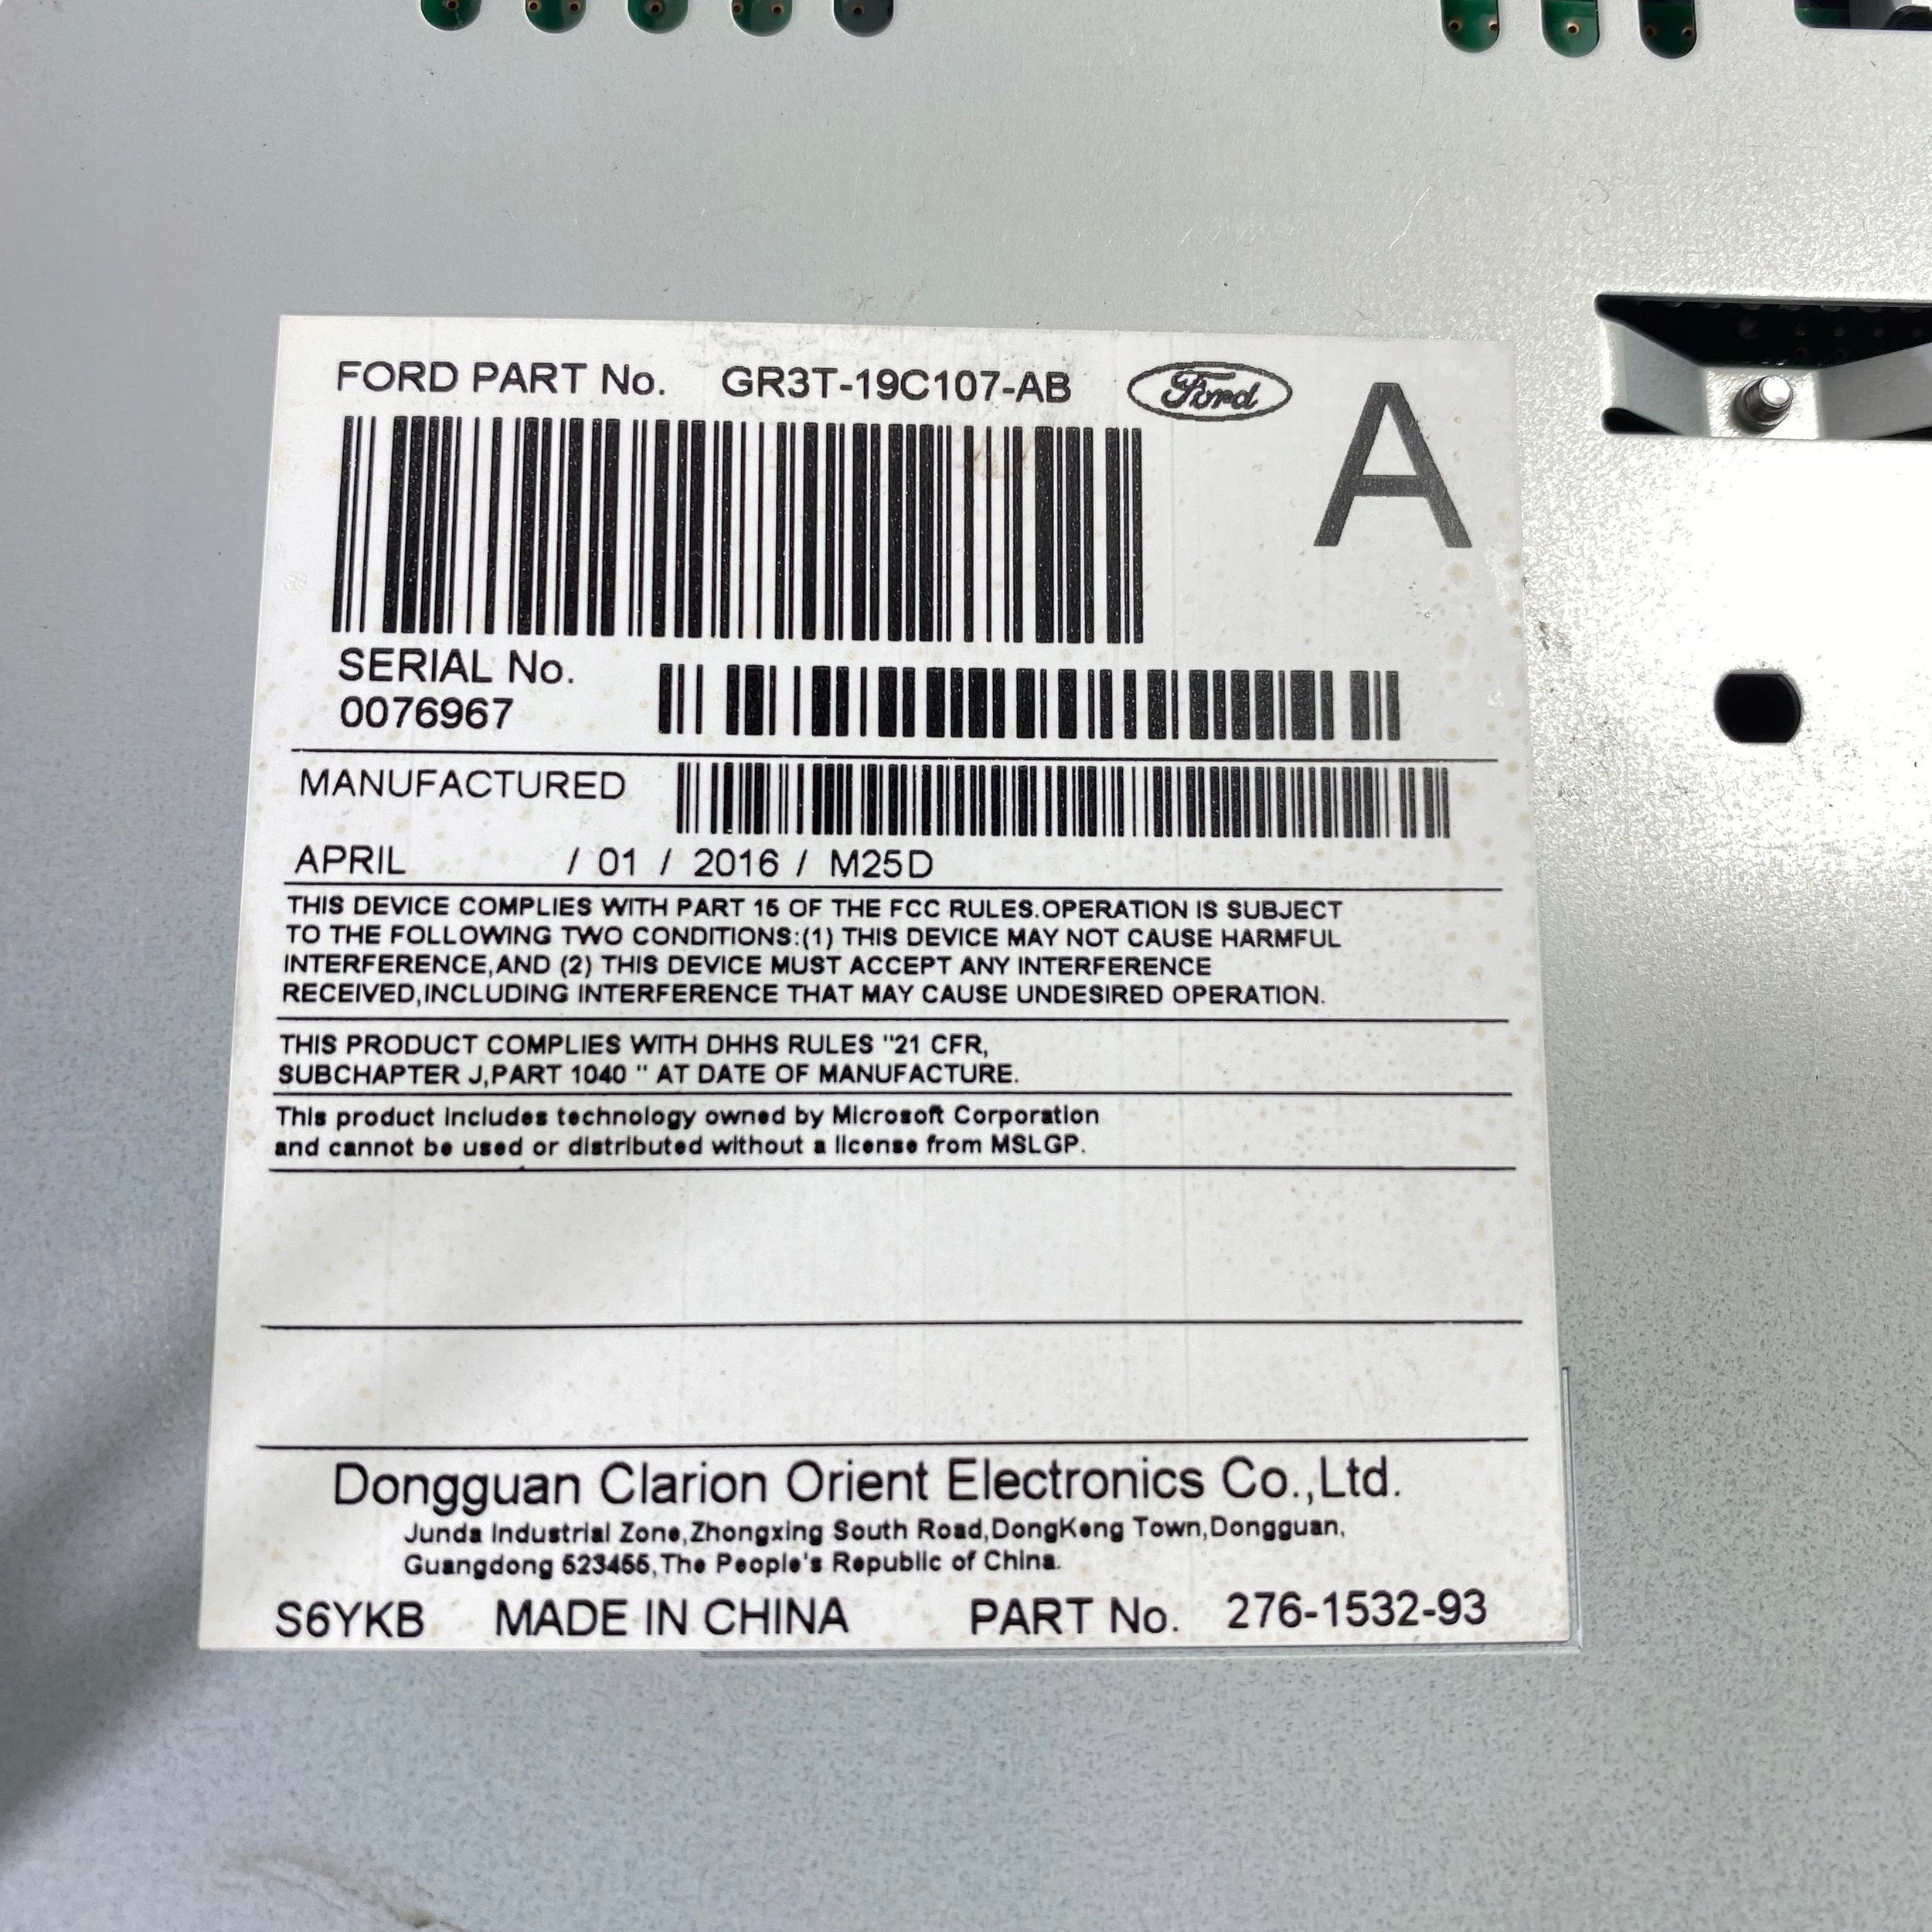 FORD PART No. GR3T-19C107-AB Ford
A
SERIAL No.
0076967
MANUFACTURED
APRIL / 01 / 2016 / M25D
THIS DEVICE COMPLIES WITH PART 15 OF THE FCC RULES.OPERATION IS SUBJECT
TO THE FOLLOWING TWO CONDITIONS:(1) THIS DEVICE MAY NOT CAUSE HARMFUL
INTERFERENCE,AND (2) THIS DEVICE MUST ACCEPT ANY INTERFERENCE
RECEIVED,INCLUDING INTERFERENCE THAT MAY CAUSE UNDESIRED OPERATION.
THIS PRODUCT COMPLIES WITH DHHS RULES "21 CFR,
SUBCHAPTER J,PART 1040 " AT DATE OF MANUFACTURE.
This product includes technology owned by Microsoft Corporation
and cannot be used or distributed without a license from MSLGP.
Dongguan Clarion Orient Electronics Co.,Ltd.
Junda Industrial Zone,Zhongxing South Road,DongKeng Town,Dongguan,
Guangdong 523455,The People's Republic of China.
S6YKB MADE IN CHINA PART No. 276-1532-93